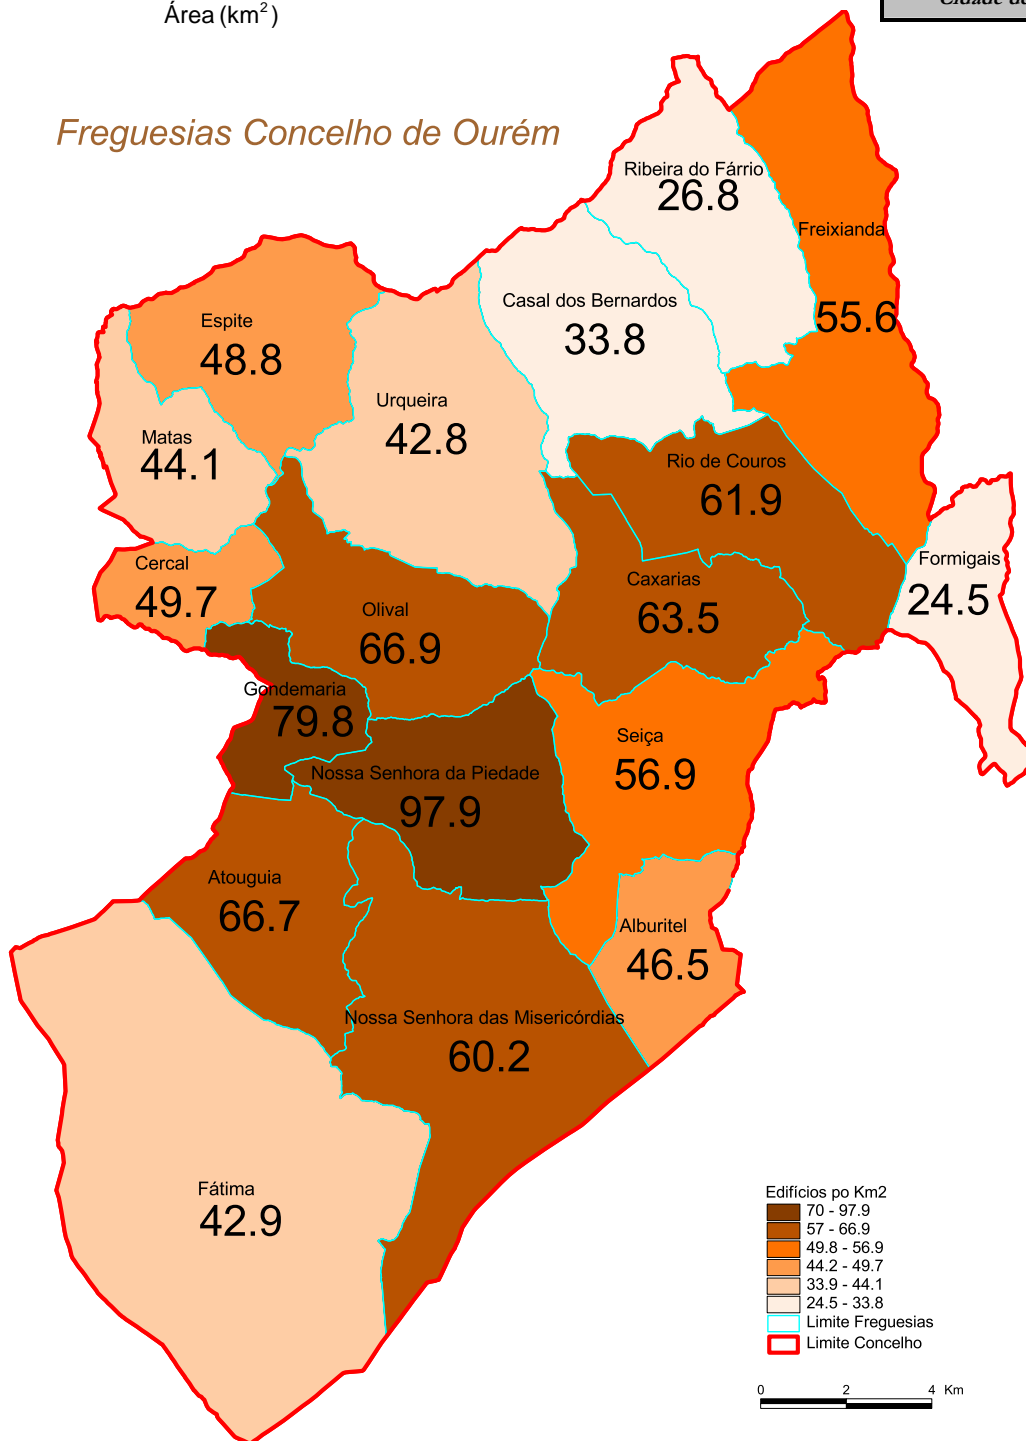 Área (km²)
Cidade de
Freguesias Concelho de Ourém
Ribeira do Fárrio
26.8
Freixianda
55.6
Casal dos Bernardos
33.8
Espite
48.8
Urqueira
42.8
Matas
44.1
Rio de Couros
61.9
Cercal
49.7
Formigais
24.5
Caxarias
63.5
Olival
66.9
Gondemaria
79.8
Seiça
56.9
Nossa Senhora da Piedade
97.9
Atouguia
66.7
Alburitel
46.5
Nossa Senhora das Misericórdias
60.2
Fátima
42.9
Edifícios po Km2
70 - 97.9
57 - 66.9
49.8 - 56.9
44.2 - 49.7
33.9 - 44.1
24.5 - 33.8
Limite Freguesias
Limite Concelho
0 2 4 Km